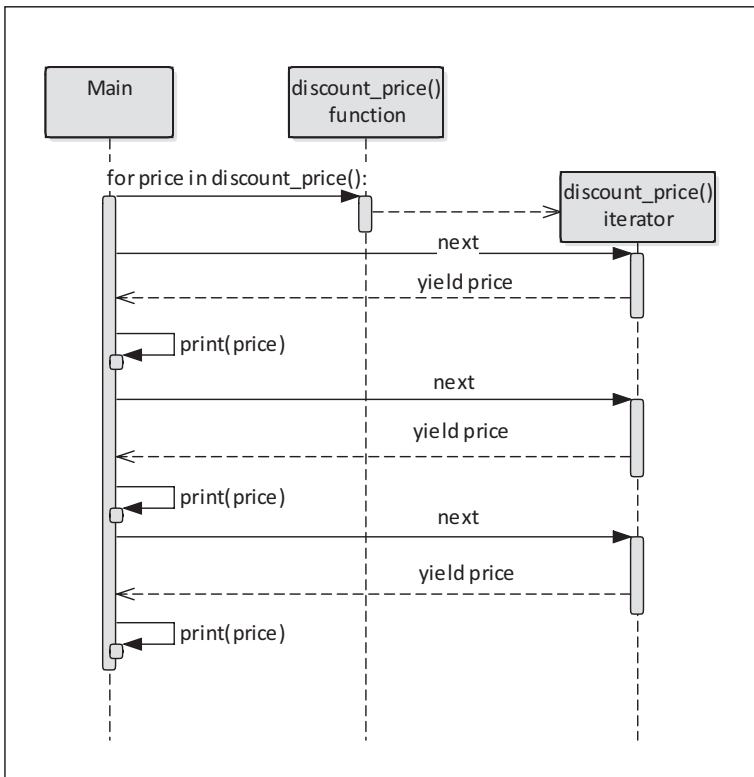 Main
discount_price()
function
for price in discount_price():
discount_price()
iterator
next
yield price
print(price)
next
yield price
print(price)
next
yield price
print(price)